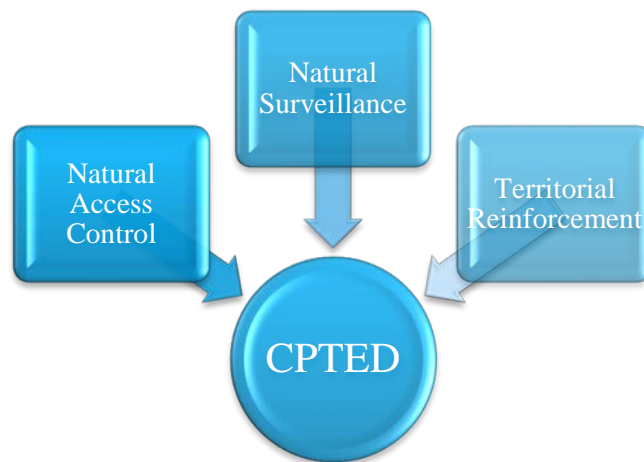 Natural
Access
Control
Natural
Surveillance
Territorial
Reinforcement
CPTED